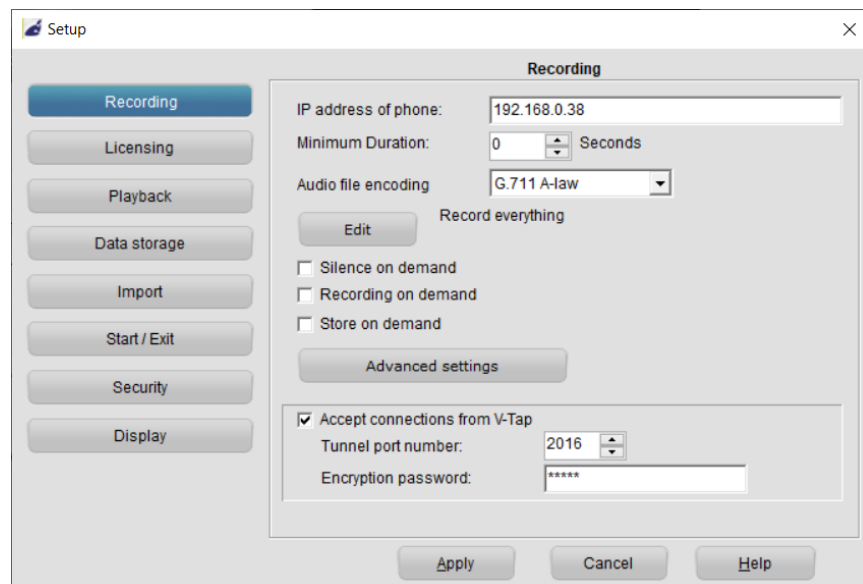 Setup
Recording
Recording
Licensing
Playback
Data storage
Import
Start / Exit
Security
Display
IP address of phone: 192.168.0.38
Minimum Duration: 0 Seconds
Audio file encoding G.711 A-law
Edit Record everything
Silence on demand
Recording on demand
Store on demand
Advanced settings
Accept connections from V-Tap
Tunnel port number: 2016
Encryption password: *****
Apply Cancel Help